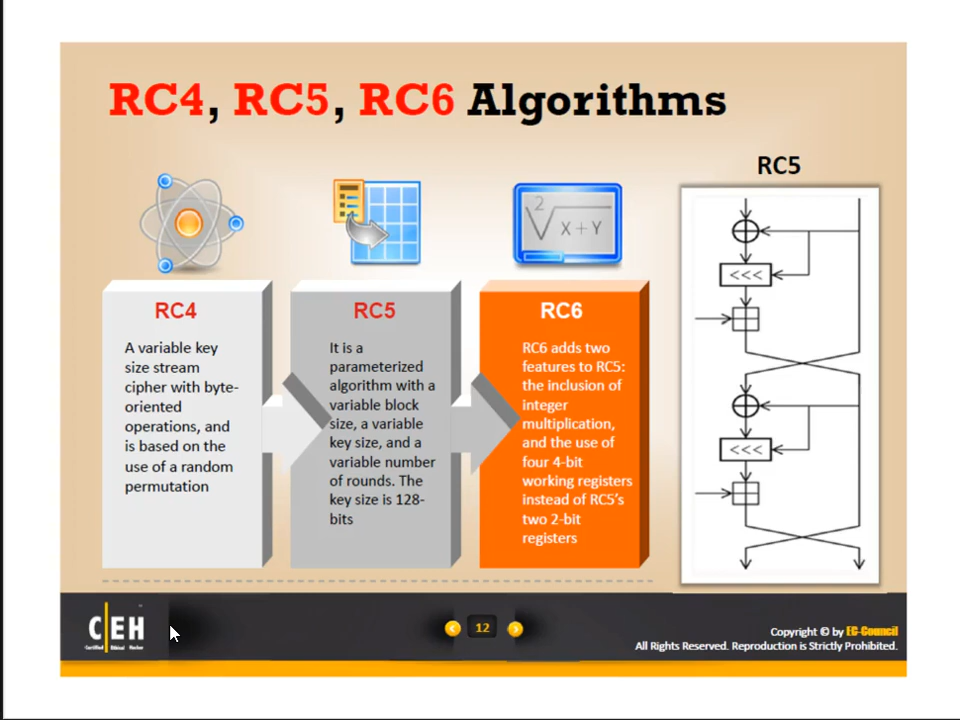 RC4, RC5, RC6 Algorithms
RC5
2
X+Y
RC4
A variable key
size stream
cipher with byte-
oriented
operations, and
is based on the
use of a random
permutation
RC5
It is a
parameterized
algorithm with a
variable block
size, a variable
key size, and a
variable number
of rounds. The
key size is 128-
bits
RC6
RC6 adds two
features to RC5:
the inclusion of
integer
multiplication,
and the use of
four 4-bit
working registers
instead of RC5's
two 2-bit
registers
<<<
<<<
C|EH
Certified Ethical Hacker
12
Copyright © by EC-Council
All Rights Reserved. Reproduction is Strictly Prohibited.